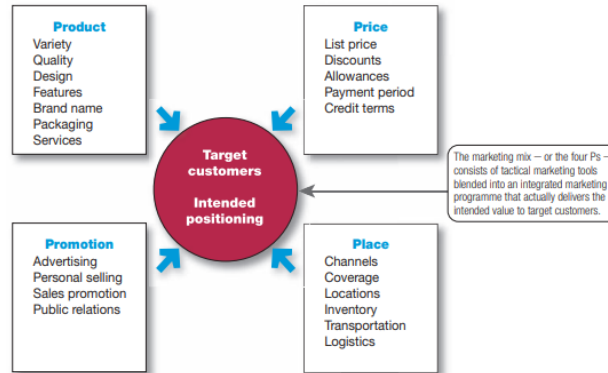 Product
Variety
Quality
Design
Features
Brand name
Packaging
Services
Price
List price
Discounts
Allowances
Payment period
Credit terms
Target
customers
Intended
positioning
The marketing mix – or the four Ps –
consists of tactical marketing tools
blended into an integrated marketing
programme that actually delivers the
intended value to target customers.
Promotion
Advertising
Personal selling
Sales promotion
Public relations
Place
Channels
Coverage
Locations
Inventory
Transportation
Logistics